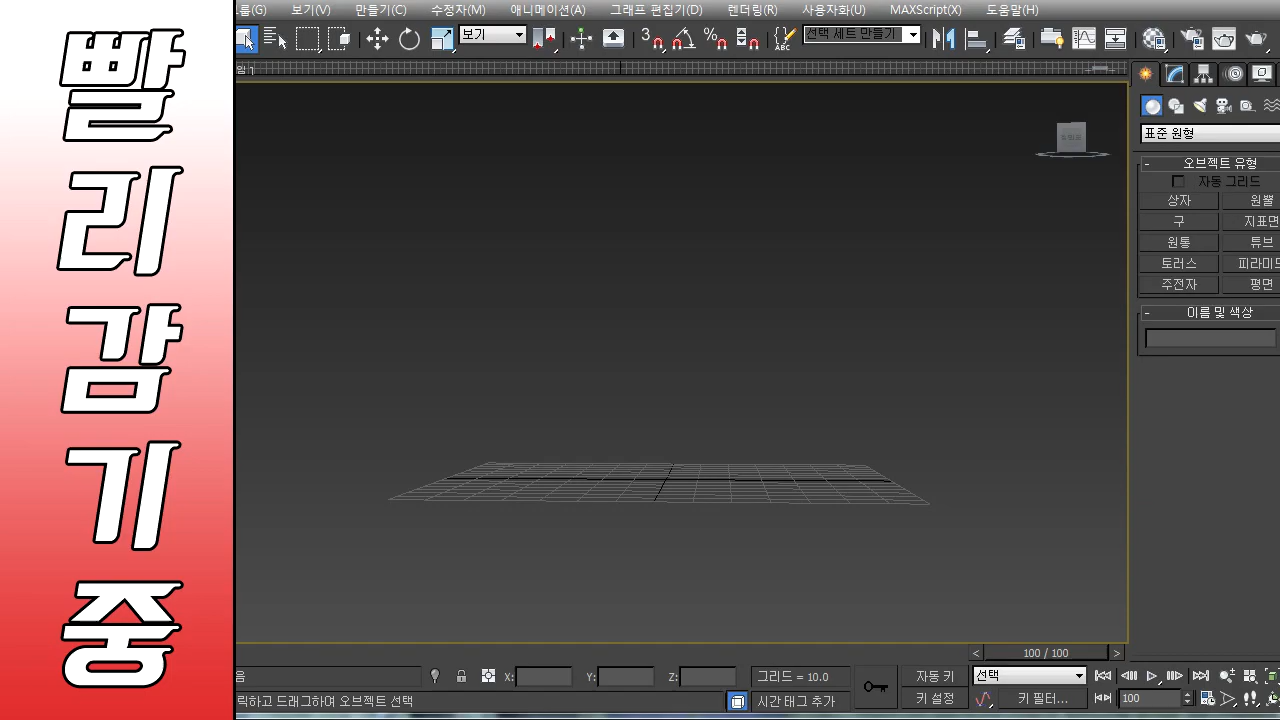 빨
리
감
기
중
보기(V) 만들기(C) 수정자(M) 애니메이션(A) 그래프 편집기(D) 렌더링(R) 사용자화(U) MAXScript(X) 도움말(H)
보기 3 % ABC 선택 세트 만들기
표준 원형
- 오브젝트 유형
자동 그리드
상자
구
원통
토러스
주전자
원뿔
지표면
튜브
피라미드
평면
- 이름 및 색상
< 100 / 100 >
X: Y: Z: 그리드 = 10.0 자동 키 선택
릭하고 드래그하여 오브젝트 선택 시간 태그 추가 키 설정 키 필터... 100